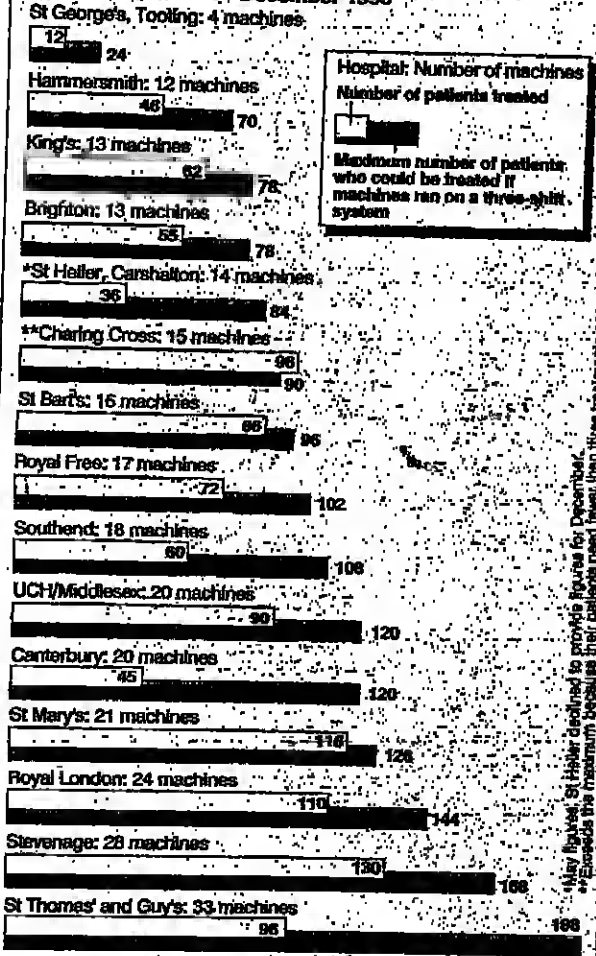 December
St George's, Tooting: 4 machines
12
24
Hammersmith: 12 machines
46
70
King's: 13 machines
62
78
Brighton: 13 machines
55
78
*St Helier, Carshalton: 14 machines
36
84
**Charing Cross: 15 machines
96
90
St Bart's: 16 machines
86
96
Royal Free: 17 machines
72
102
Southend: 18 machines
60
108
UCH/Middlesex: 20 machines
90
120
Canterbury: 20 machines
45
120
St Mary's: 21 machines
116
126
Royal London: 24 machines
110
144
Stevenage: 28 machines
130
168
St Thomas' and Guy's: 33 machines
96
198
Hospital: Number of machines
Number of patients treated
Maximum number of patients
who could be treated if
machines ran on a three-shift
system
*May figures, St Helier declined to provide figures for December.
**Exceeds the maximum because their patients need fewer than three